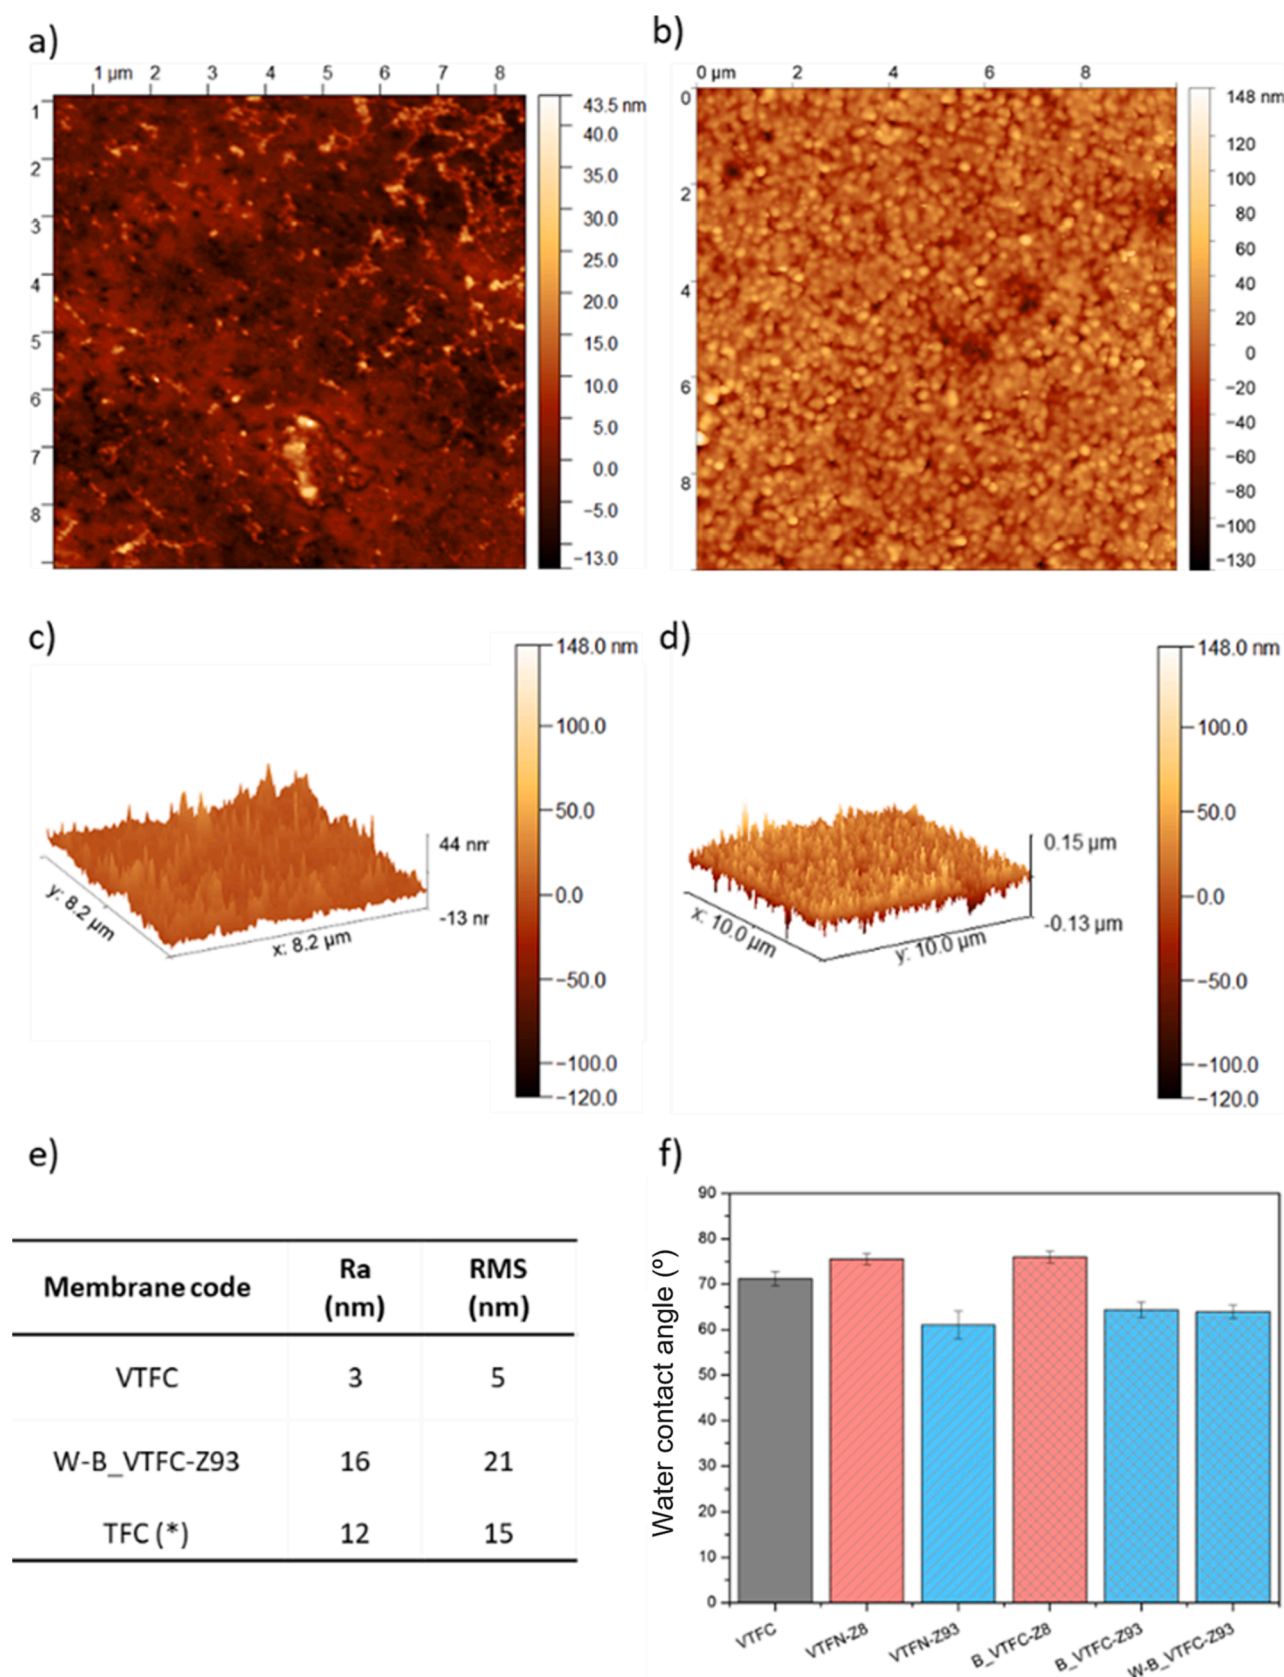 a)
1 µm 2 3 4 5 6 7 8
1
2
3
4
5
6
7
8
43.5 nm
40.0
35.0
30.0
25.0
20.0
15.0
10.0
5.0
0.0
−5.0
−13.0
b)
0 µm 2 4 6 8
0
2
4
6
8
148 nm
120
100
80
60
40
20
0
−20
−40
−60
−80
−100
−130
c)
148.0 nm
100.0
50.0
0.0
−50.0
−100.0
−120.0
44 nm
-13 nr
y: 8.2 µm
x: 8.2 µm
d)
148.0 nm
100.0
50.0
0.0
−50.0
−100.0
−120.0
0.15 µm
-0.13 µm
x: 10.0 µm
y: 10.0 µm
e)
Membrane code Ra (nm) RMS (nm)
VTFC 3 5
W-B_VTFC-Z93 16 21
TFC (*) 12 15
f)
Water contact angle (º)
90
80
70
60
50
40
30
20
10
0
VTFC VTFN-Z8 VTFN-Z93 B_VTFC-Z8 B_VTFC-Z93 W-B_VTFC-Z93